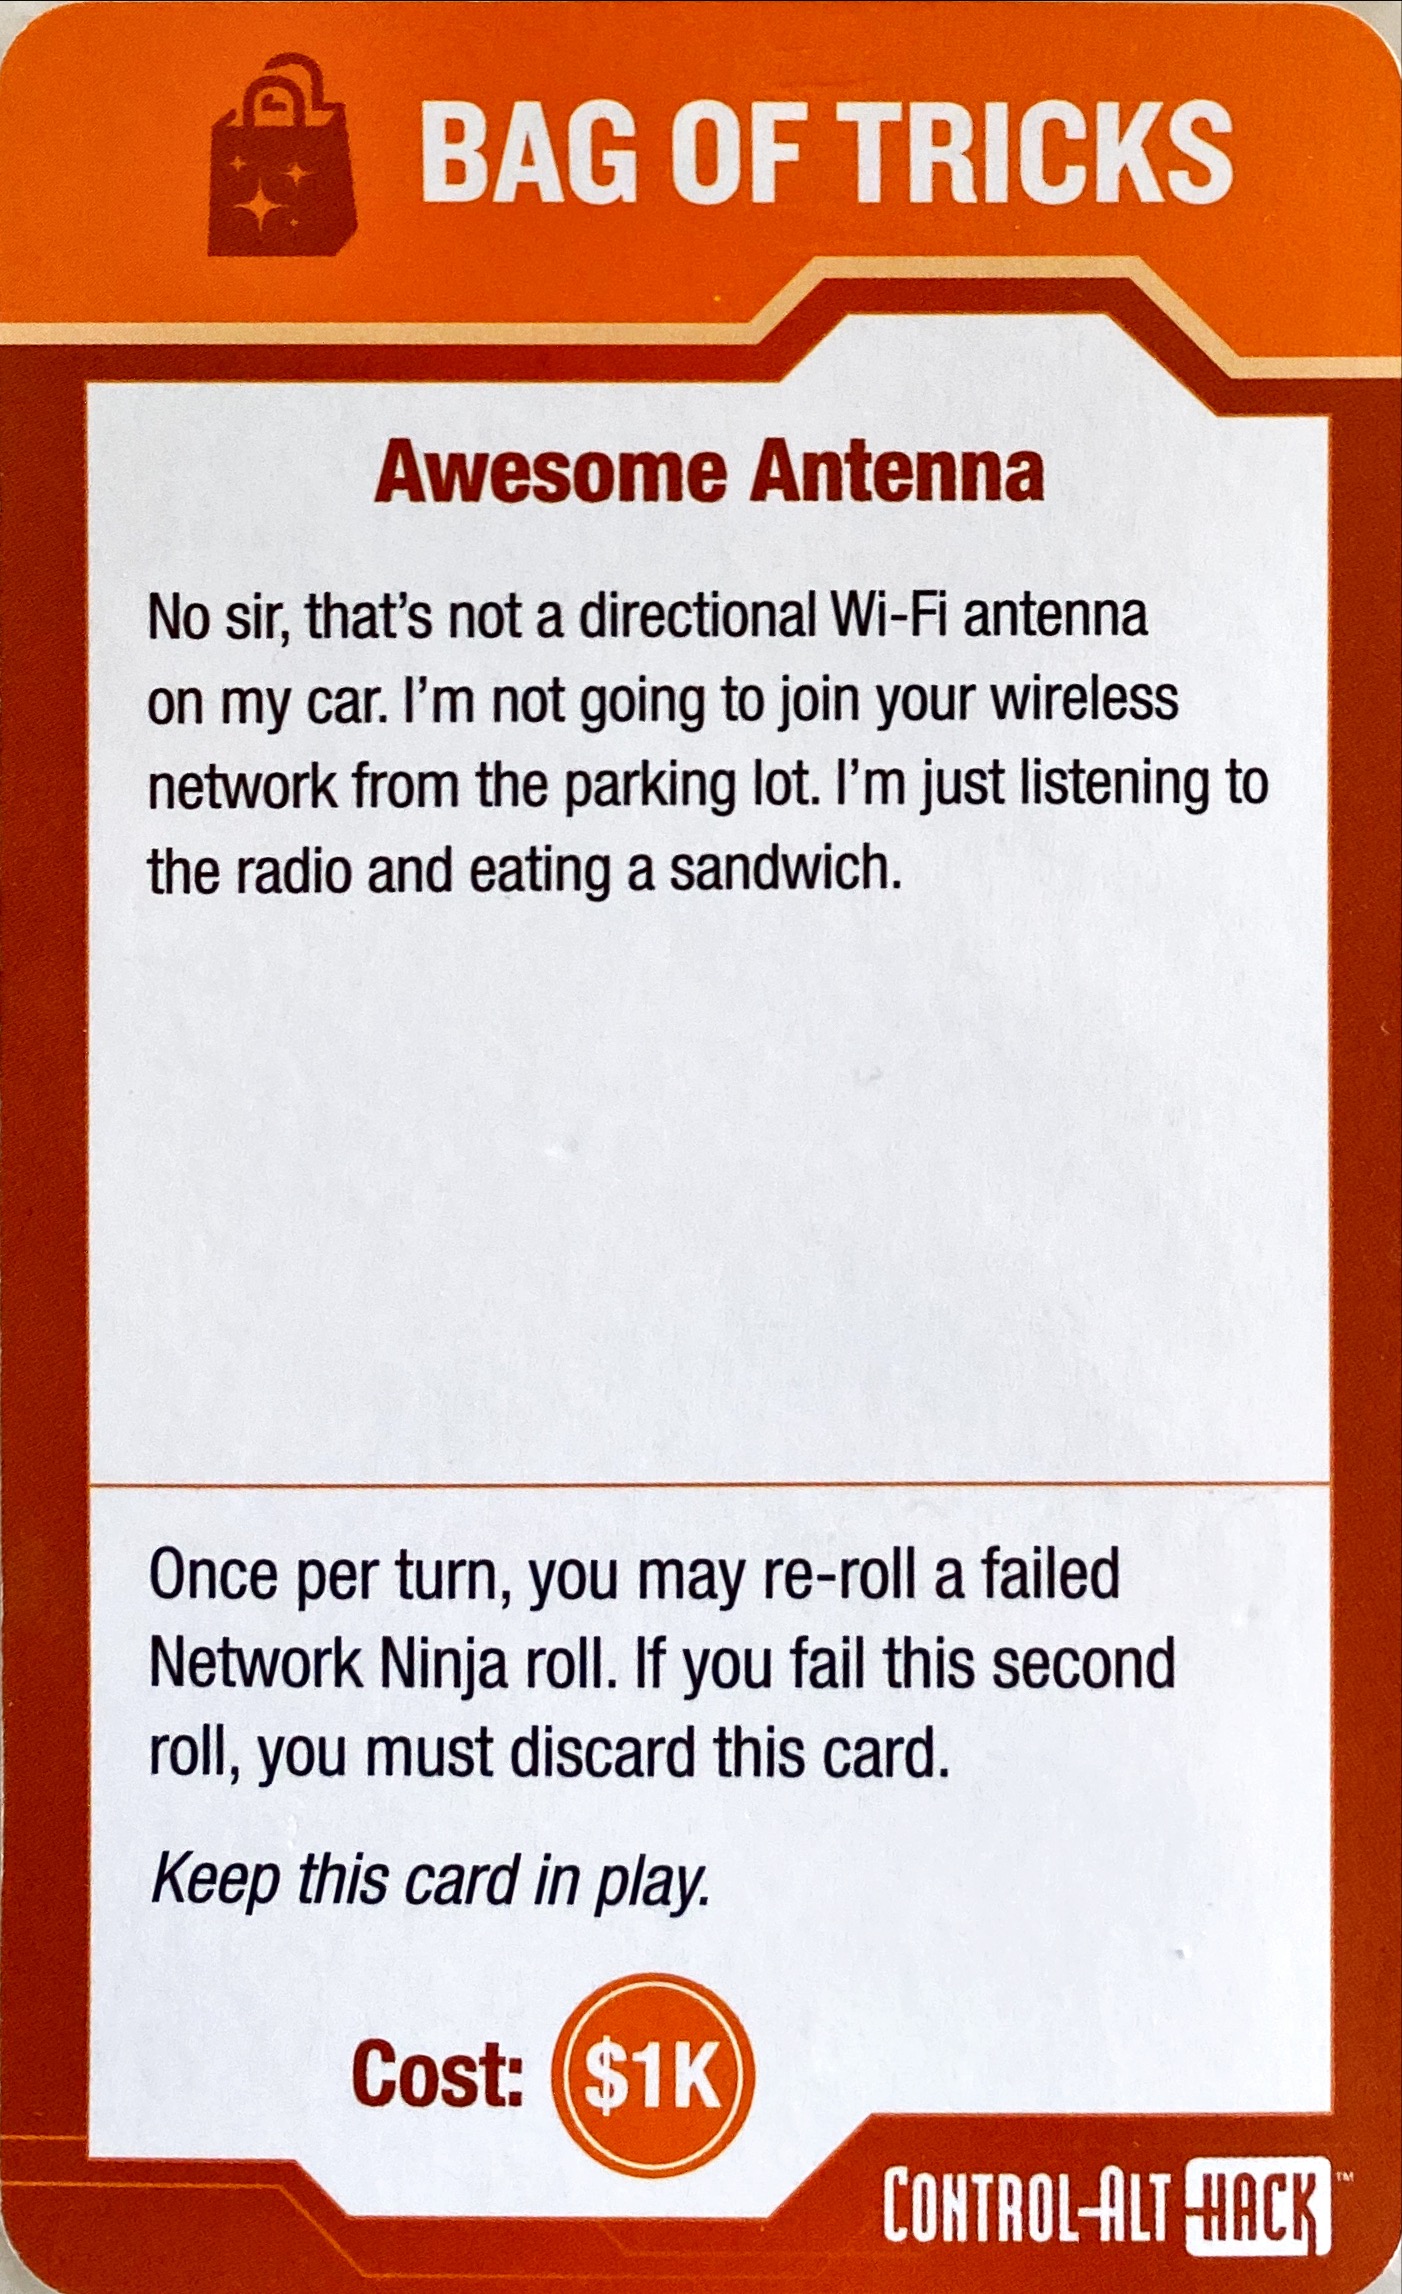 BAG OF TRICKS
Awesome Antenna
No sir, that's not a directional Wi-Fi antenna
on my car. I'm not going to join your wireless
network from the parking lot. I'm just listening to
the radio and eating a sandwich.
Once per turn, you may re-roll a failed
Network Ninja roll. If you fail this second
roll, you must discard this card.
Keep this card in play.
Cost: $1K
CONTROL-ALT-HACK™